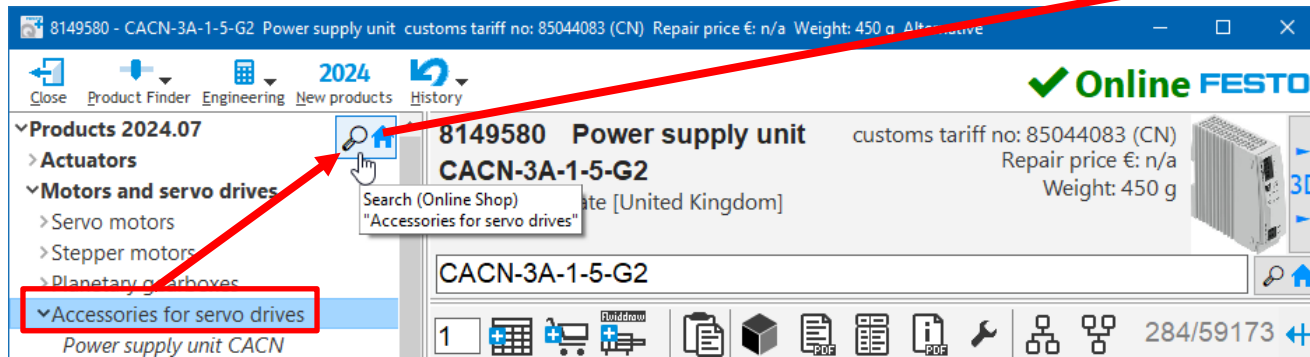 8149580 - CACN-3A-1-5-G2 Power supply unit customs tariff no: 85044083 (CN) Repair price €: n/a Weight: 450 g Alternative
Close Product Finder Engineering 2024 New products History
Online FESTO
Products 2024.07
Actuators
Motors and servo drives
Servo motors
Stepper motors
Planetary gearboxes
Accessories for servo drives
Power supply unit CACN
Search (Online Shop)
"Accessories for servo drives"
8149580 Power supply unit
CACN-3A-1-5-G2
[United Kingdom]
customs tariff no: 85044083 (CN)
Repair price €: n/a
Weight: 450 g
3D
CACN-3A-1-5-G2
1 fluiddraw PDF PDF 284/59173